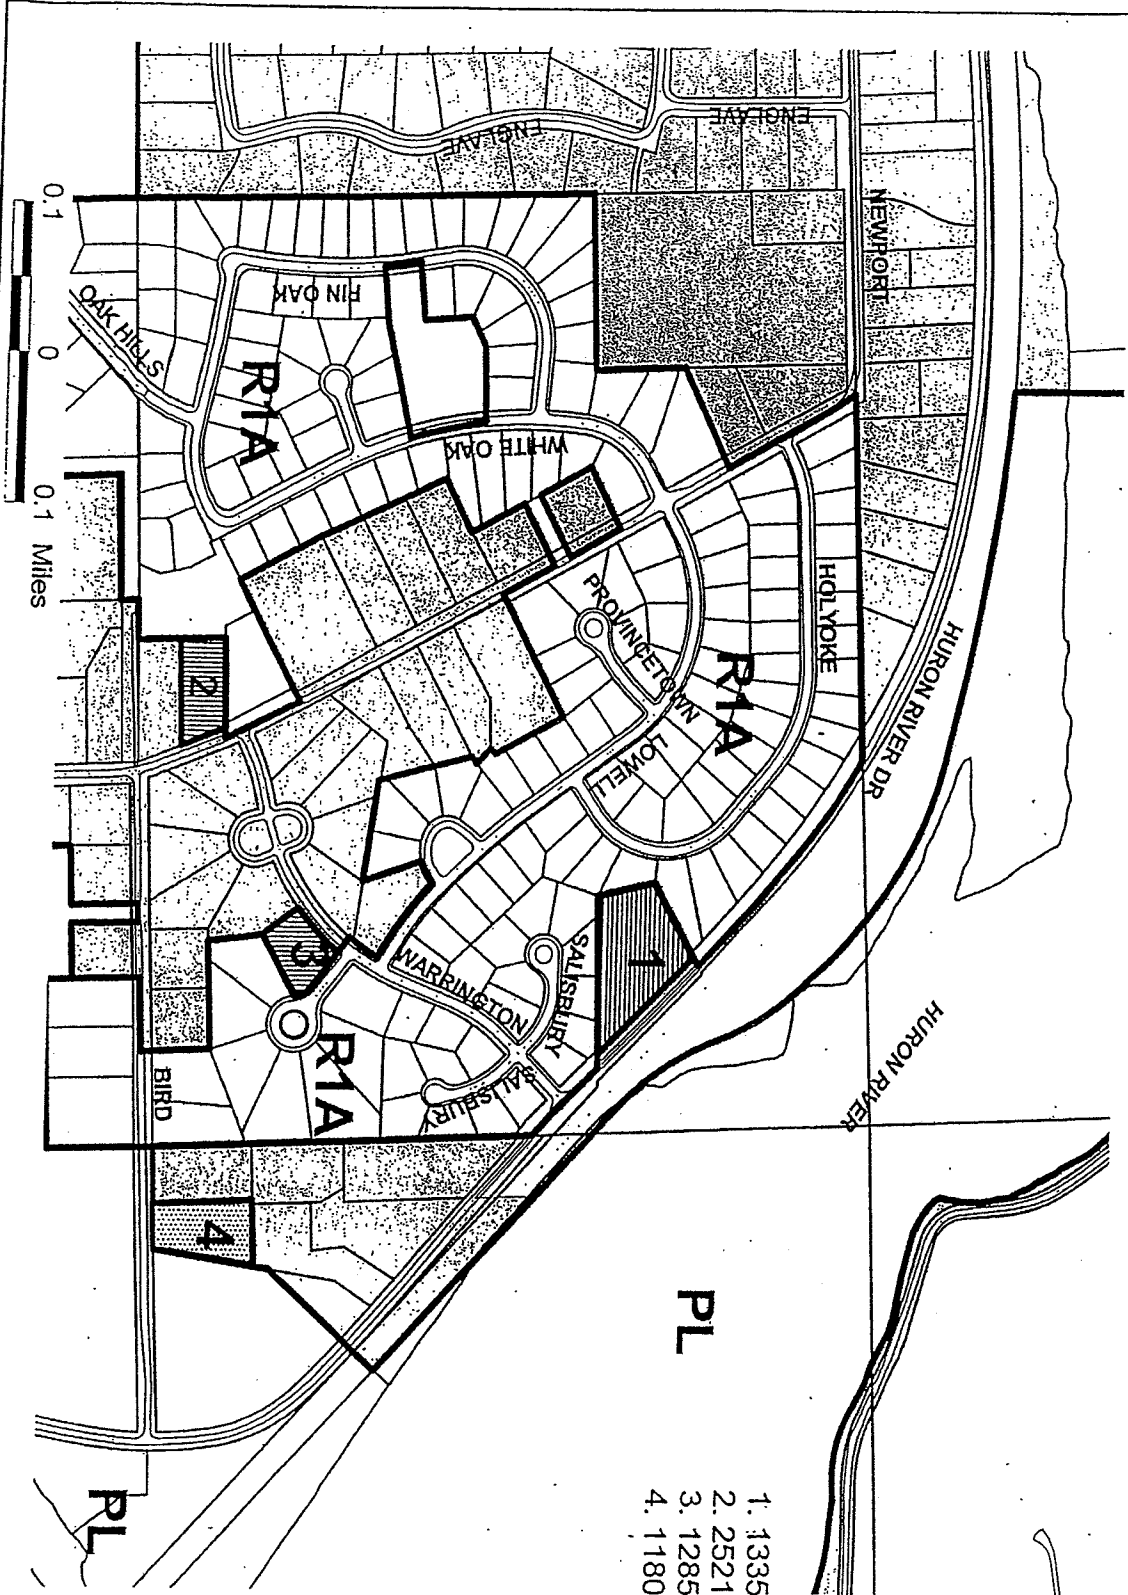 ENGLAVE
ENGLAVE
NEWPORT
PIN OAK
OAK HILLS
R1A
WHITE OAK
HOLYOKE
PROVINCETOWN
R1A
LOWELL
HURON RIVER DR
2
1
3
SALISBURY
WARRINGTON
SALISBURY
R1A
BIRD
4
HURON RIVER
PL
PL
0.1 0 0.1 Miles
1. 1335
2. 2521
3. 1285
4. 1180